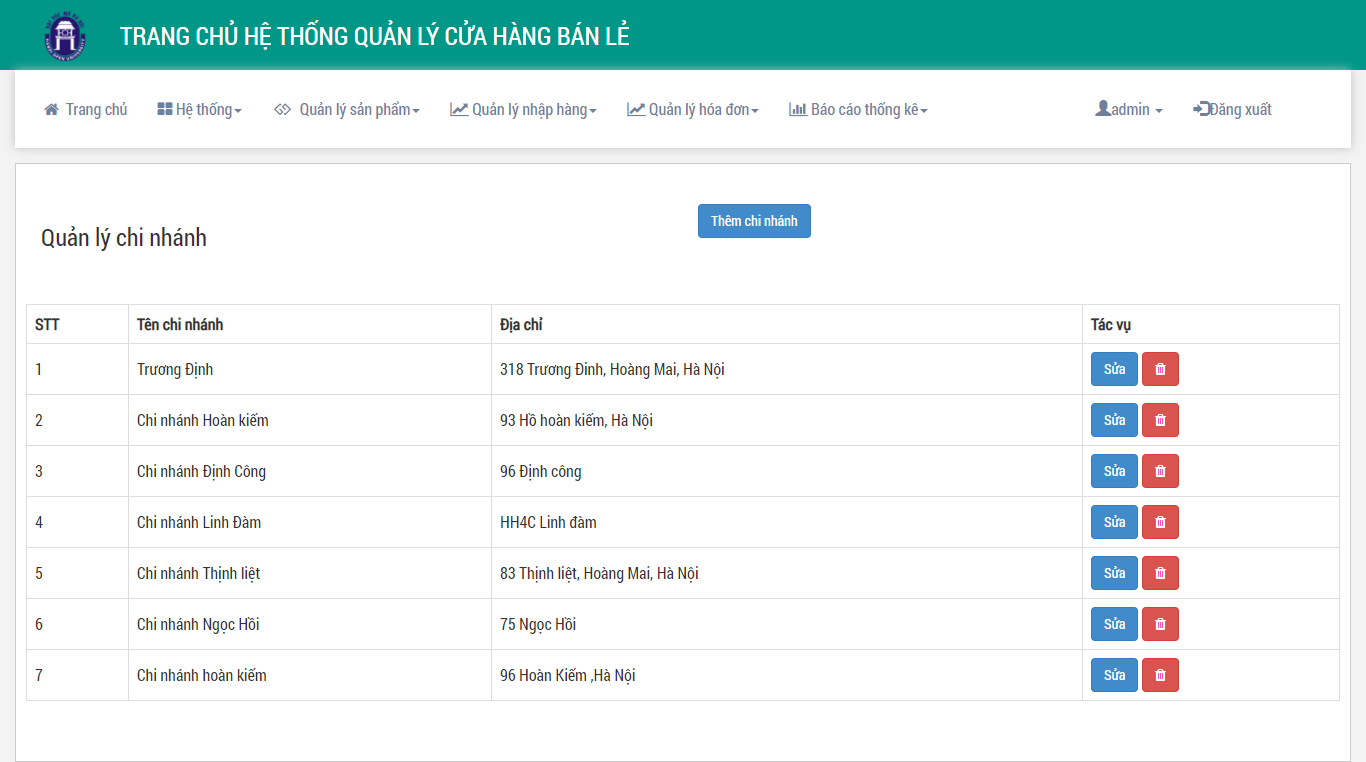 TRANG CHỦ HỆ THỐNG QUẢN LÝ CỬA HÀNG BÁN LẺ
Trang chủ Hệ thống Quản lý sản phẩm Quản lý nhập hàng Quản lý hóa đơn Báo cáo thống kê admin Đăng xuất
Thêm chi nhánh
Quản lý chi nhánh
STT Tên chi nhánh Địa chỉ Tác vụ
1 Trương Định 318 Trương Đinh, Hoàng Mai, Hà Nội Sửa
2 Chi nhánh Hoàn kiếm 93 Hồ hoàn kiếm, Hà Nội Sửa
3 Chi nhánh Định Công 96 Định công Sửa
4 Chi nhánh Linh Đàm HH4C Linh đàm Sửa
5 Chi nhánh Thịnh liệt 83 Thịnh liệt, Hoàng Mai, Hà Nội Sửa
6 Chi nhánh Ngọc Hồi 75 Ngọc Hồi Sửa
7 Chi nhánh hoàn kiếm 96 Hoàn Kiếm ,Hà Nội Sửa